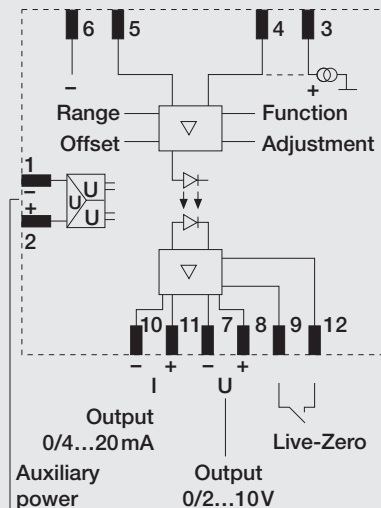 6 5 4 3
− +
Range Function
Offset Adjustment
1
−
U
U
U
+
2
10 11 7 8 9 12
− + − +
I U
Output
0/4...20 mA
Live-Zero
Auxiliary
power
Output
0/2...10 V